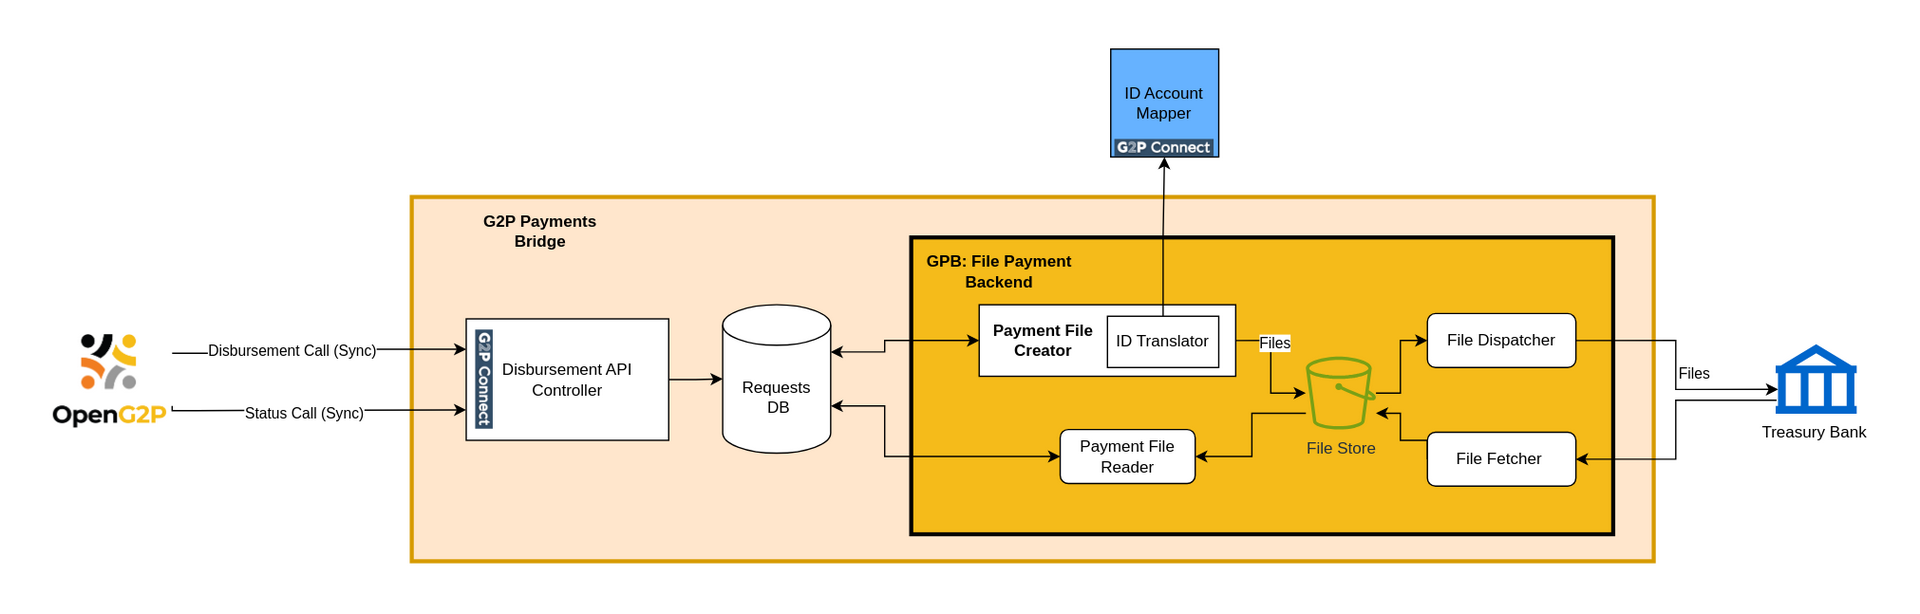 ID Account
Mapper
G2P Connect
G2P Payments
Bridge
GPB: File Payment
Backend
Disbursement Call (Sync)
Status Call (Sync)
OpenG2P
G2P Connect
Disbursement API
Controller
Requests
DB
Payment File
Creator
ID Translator
Files
File Store
Payment File
Reader
File Dispatcher
File Fetcher
Files
Treasury Bank